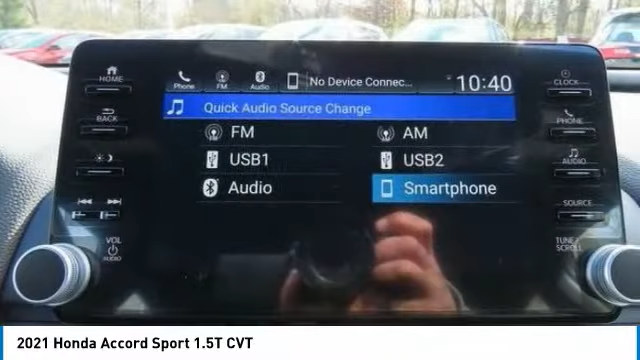 HOME
BACK
VOL
AUDIO
Phone FM Audio No Device Connec... 10:40
Quick Audio Source Change
FM AM
USB1 USB2
Audio Smartphone
CLOCK
PHONE
AUDIO
SOURCE
TUNE/
SCROLL
2021 Honda Accord Sport 1.5T CVT